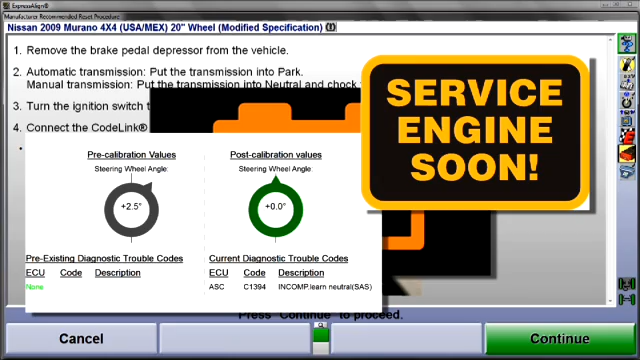 ExpressAlign®
Manufacturer Recommended Reset Procedure
Nissan 2009 Murano 4X4 (USA/MEX) 20" Wheel (Modified Specification)
1. Remove the brake pedal depressor from the vehicle.
2. Automatic transmission: Put the transmission into Park.
Manual transmission: Put the transmission into Neutral and chock
3. Turn the ignition switch
4. Connect the CodeLink®
SERVICE
ENGINE
SOON!
Pre-calibration Values
Steering Wheel Angle:
+2.5°
Pre-Existing Diagnostic Trouble Codes
ECU Code Description
None
Post-calibration values
Steering Wheel Angle:
+0.0°
Current Diagnostic Trouble Codes
ECU Code Description
ASC C1394 INCOMP.learn neutral(SAS)
Press "Continue" to proceed.
Cancel
Continue